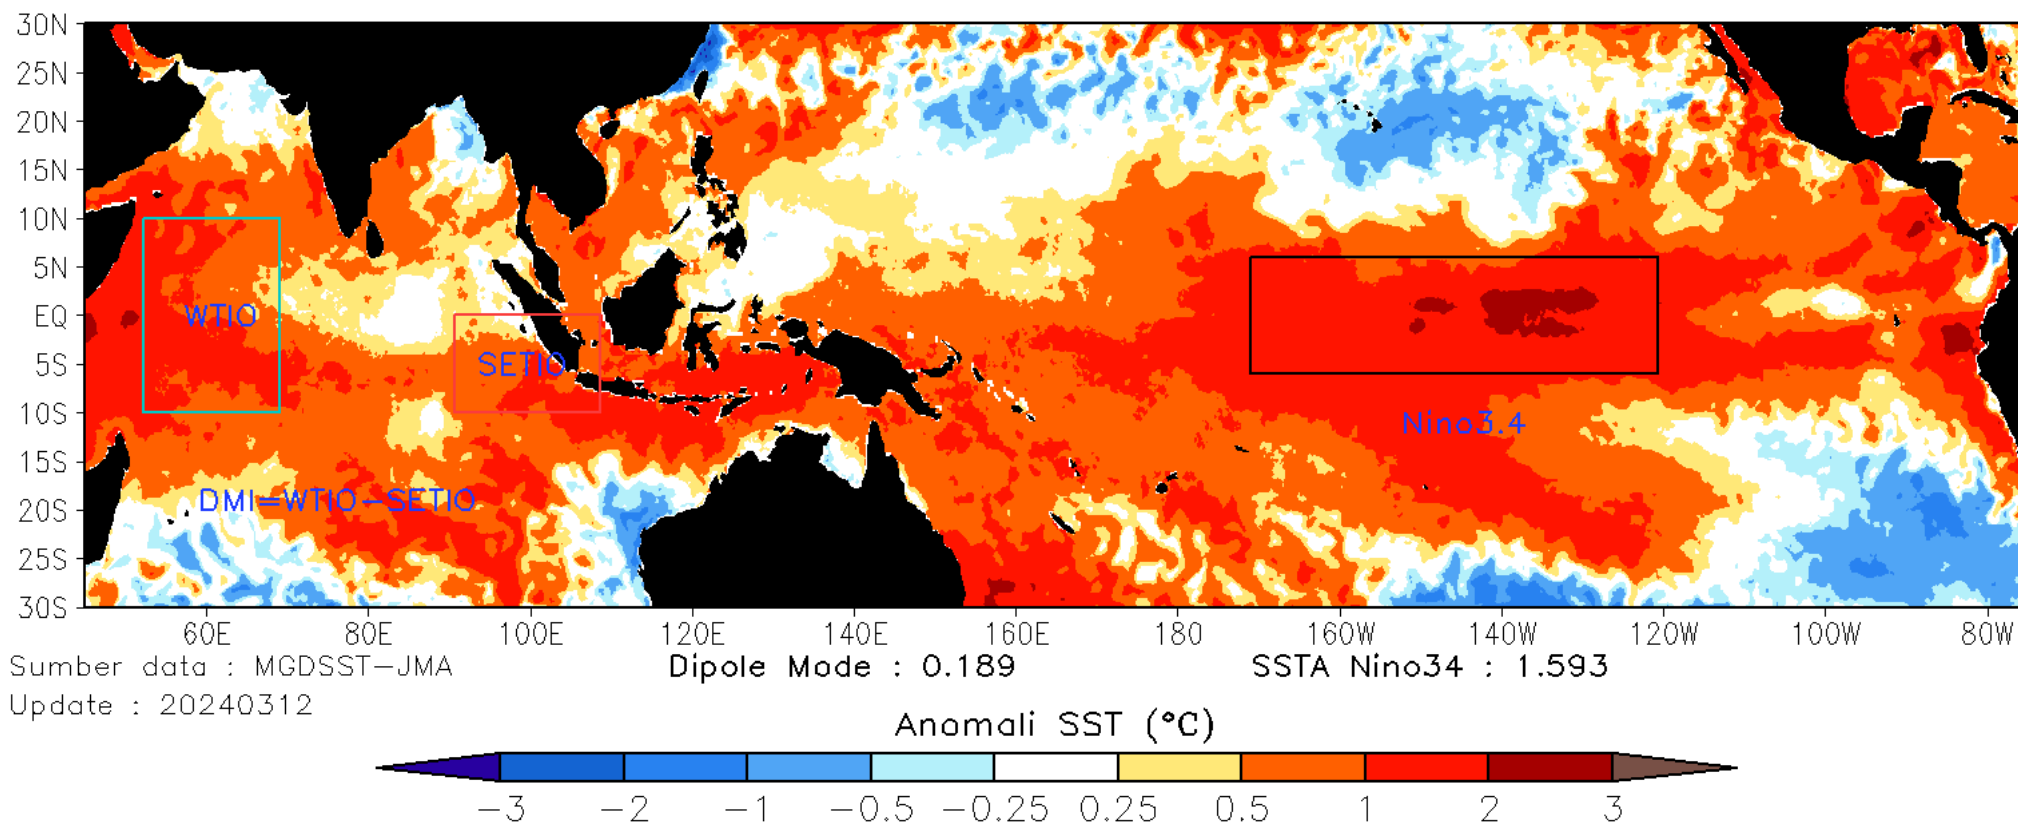 30N
25N
20N
15N
10N
5N
EQ
5S
10S
15S
20S
25S
30S
WTIO
SETIO
Nino3.4
DMI=WTIO-SETIO
60E 80E 100E 120E 140E 160E 180 160W 140W 120W 100W 80W
Sumber data : MGDSST-JMA Dipole Mode : 0.189 SSTA Nino34 : 1.593
Update : 20240312
Anomali SST (°C)
-3 -2 -1 -0.5 -0.25 0.25 0.5 1 2 3